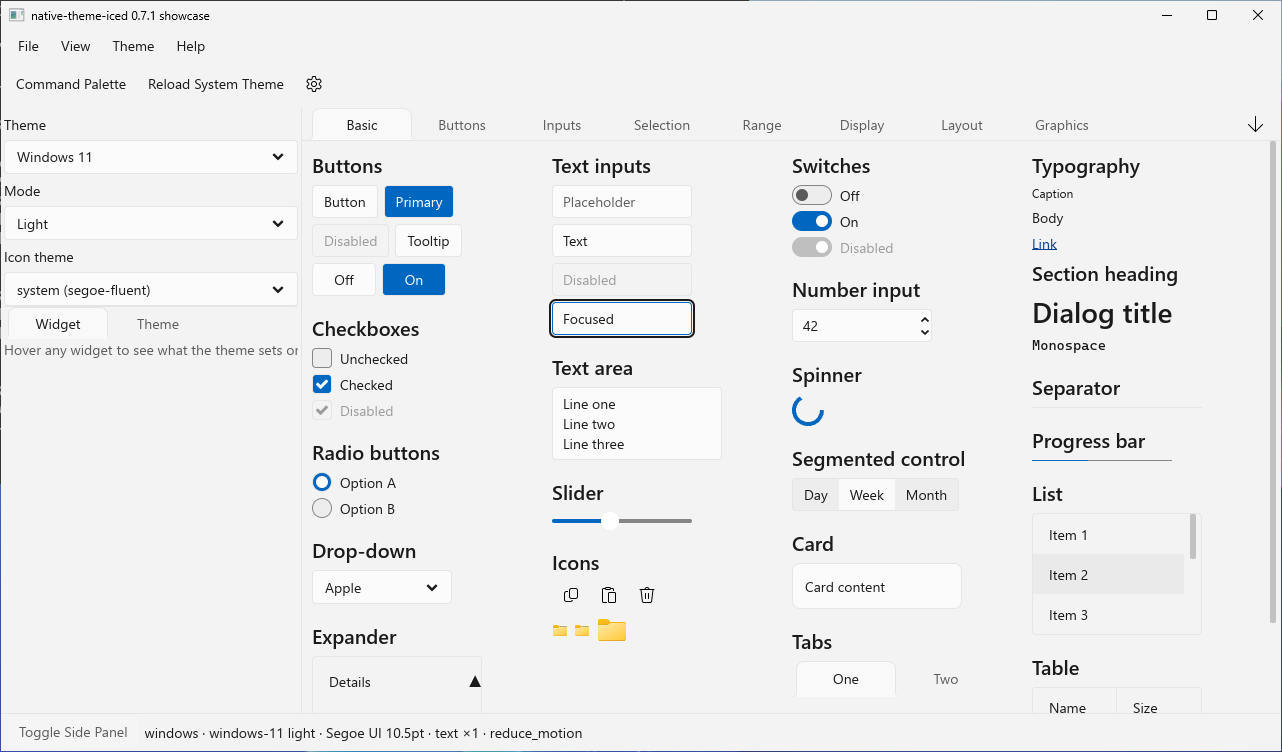 native-theme-iced 0.7.1 showcase
File View Theme Help
Command Palette Reload System Theme
Theme
Windows 11
Mode
Light
Icon theme
system (segoe-fluent)
Widget Theme
Hover any widget to see what the theme sets or
Basic Buttons Inputs Selection Range Display Layout Graphics
Buttons
Button Primary
Disabled Tooltip
Off On
Checkboxes
Unchecked
Checked
Disabled
Radio buttons
Option A
Option B
Drop-down
Apple
Expander
Details
Text inputs
Placeholder
Text
Disabled
Focused
Text area
Line one
Line two
Line three
Slider
Icons
Switches
Off
On
Disabled
Number input
42
Spinner
Segmented control
Day Week Month
Card
Card content
Tabs
One Two
Typography
Caption
Body
Link
Section heading
Dialog title
Monospace
Separator
Progress bar
List
Item 1
Item 2
Item 3
Table
Name Size
Toggle Side Panel windows · windows-11 light · Segoe UI 10.5pt · text ×1 · reduce_motion